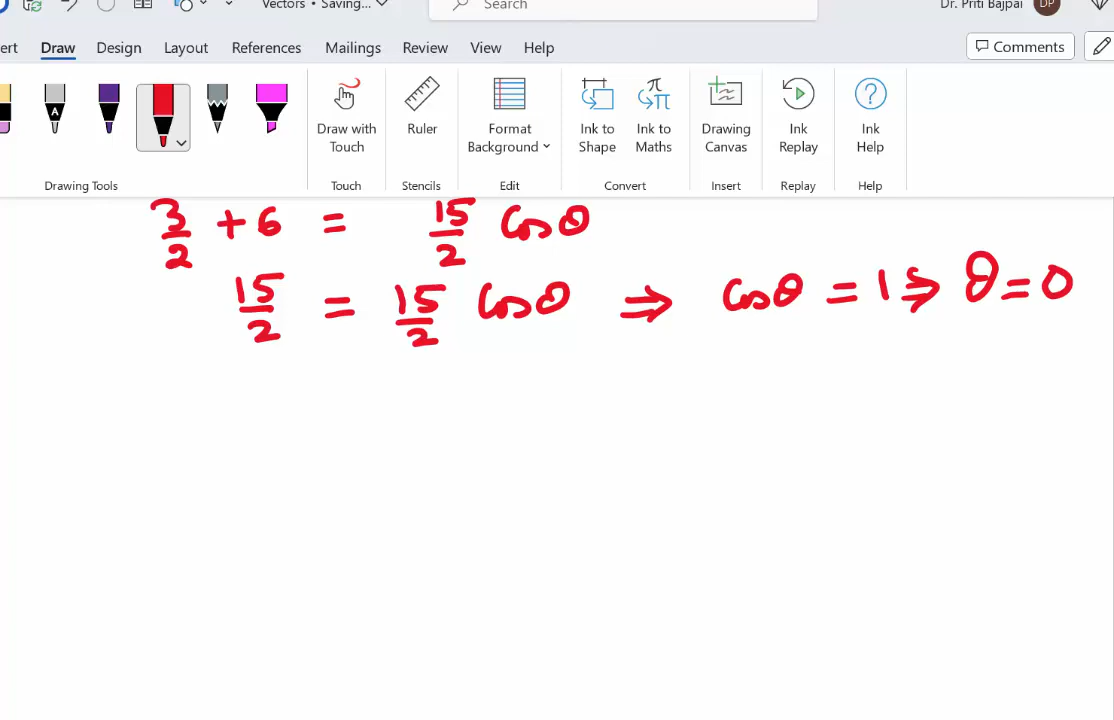 Vectors • Saving...
Search
Dr. Priti Bajpai
DP
ert Draw Design Layout References Mailings Review View Help
Comments
A
Draw with Touch
Ruler
Format Background
Ink to Shape
Ink to Maths
Drawing Canvas
Ink Replay
Ink Help
Drawing Tools
Touch
Stencils
Edit
Convert
Insert
Replay
Help
3/2 + 6 = 15/2 cosθ
15/2 = 15/2 cosθ ⇒ cosθ = 1 ⇒ θ = 0